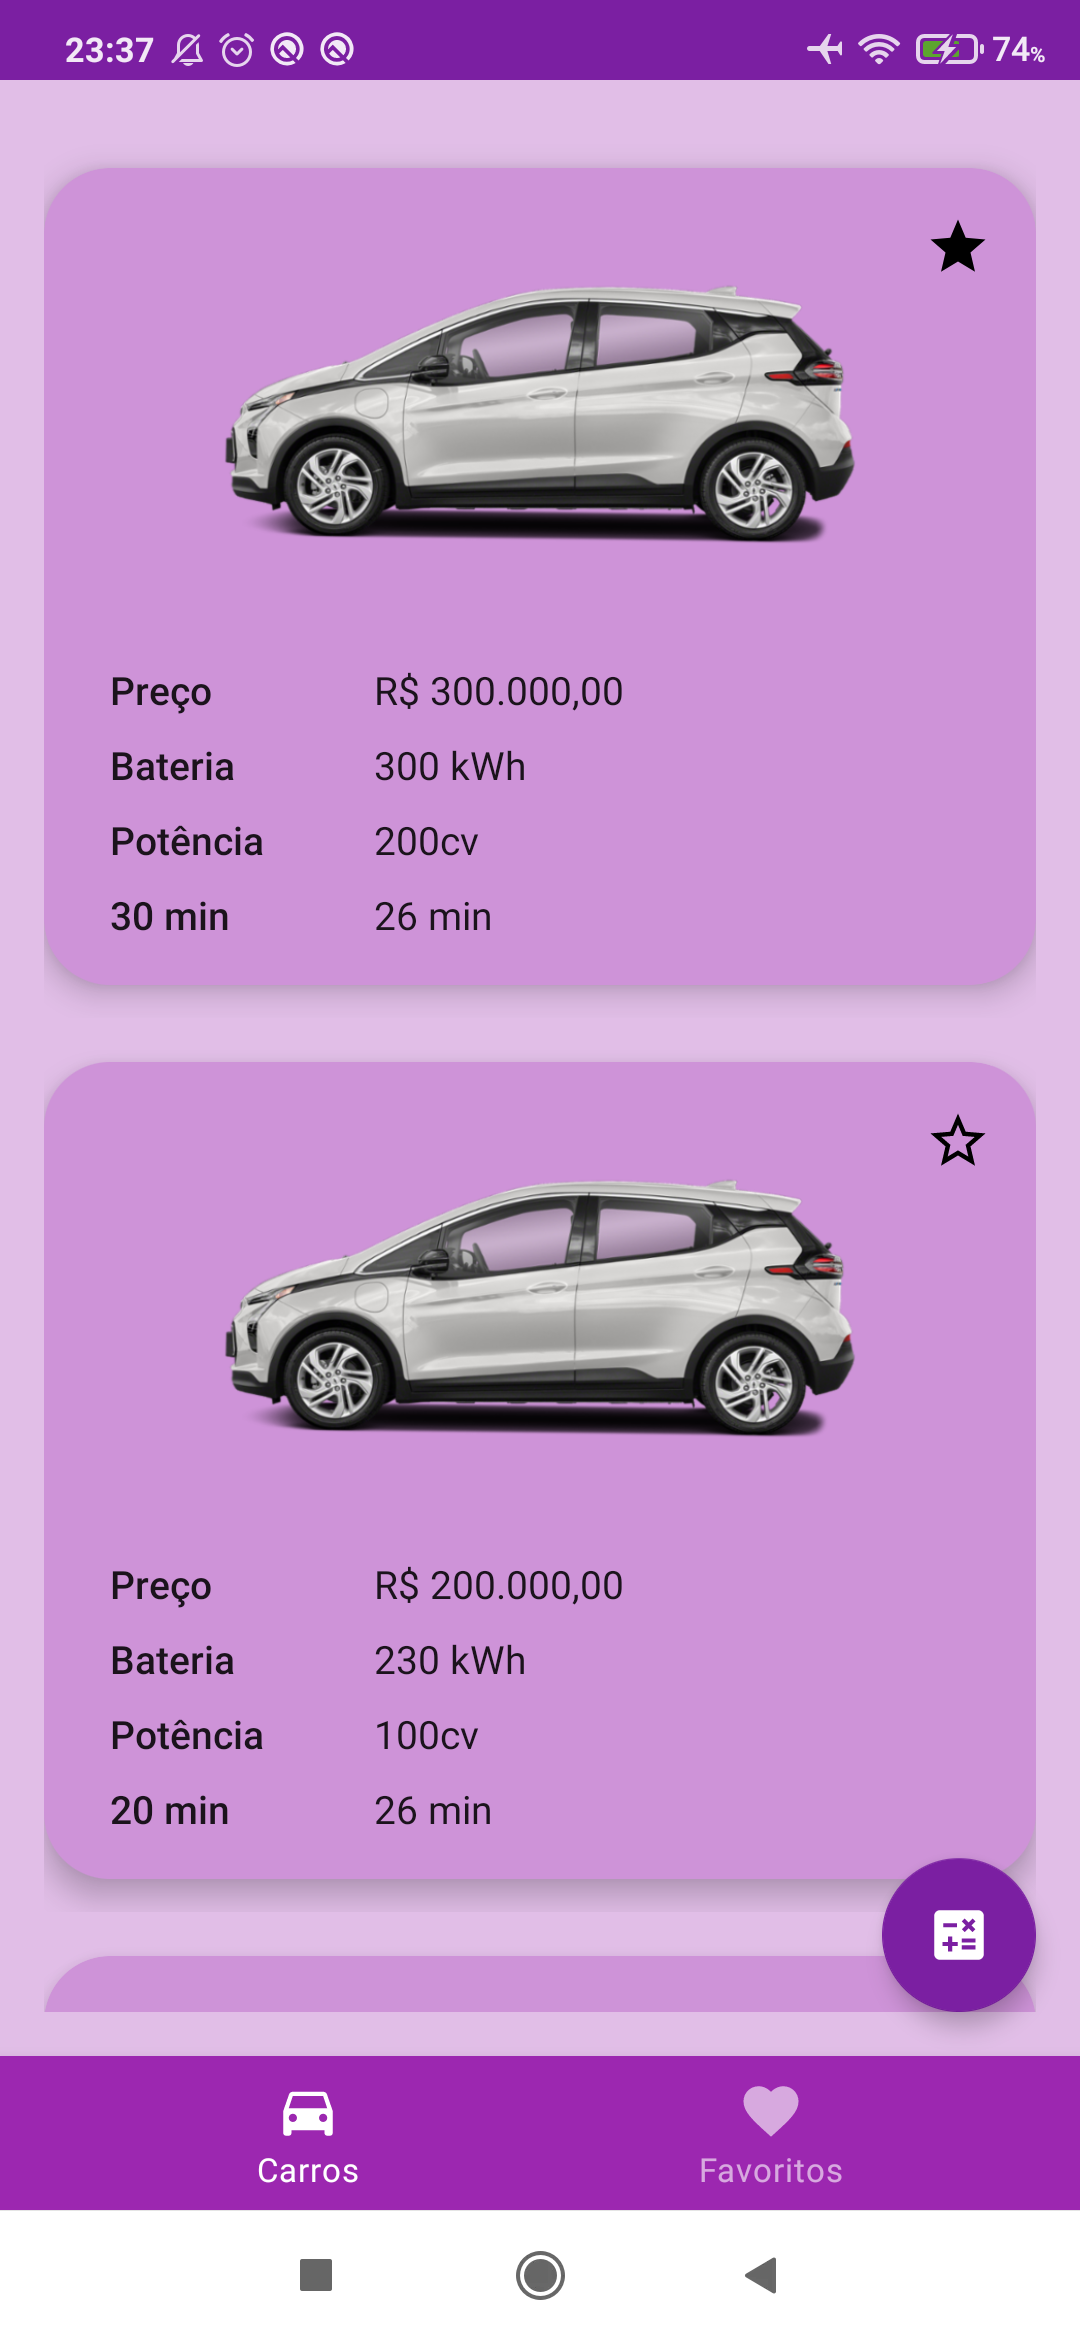 23:37 74%
Preço R$ 300.000,00
Bateria 300 kWh
Potência 200cv
30 min 26 min
Preço R$ 200.000,00
Bateria 230 kWh
Potência 100cv
20 min 26 min
Carros Favoritos